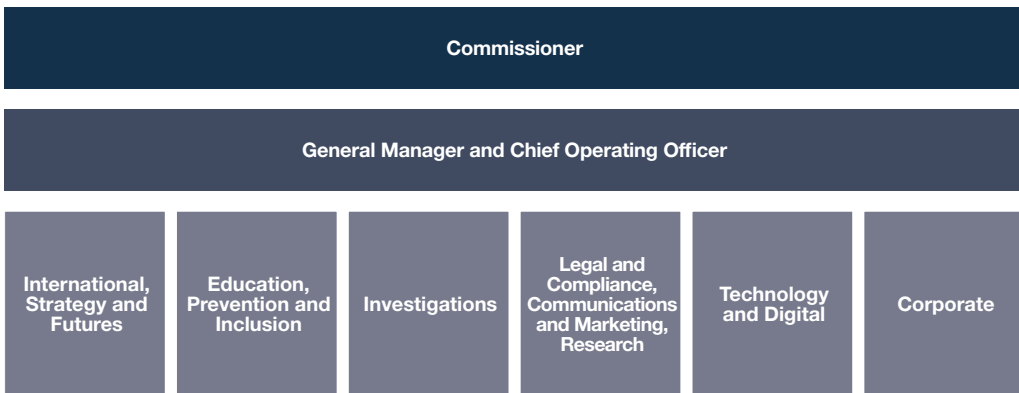 Commissioner
General Manager and Chief Operating Officer
International,
Strategy and
Futures
Education,
Prevention and
Inclusion
Investigations
Legal and
Compliance,
Communications
and Marketing,
Research
Technology
and Digital
Corporate